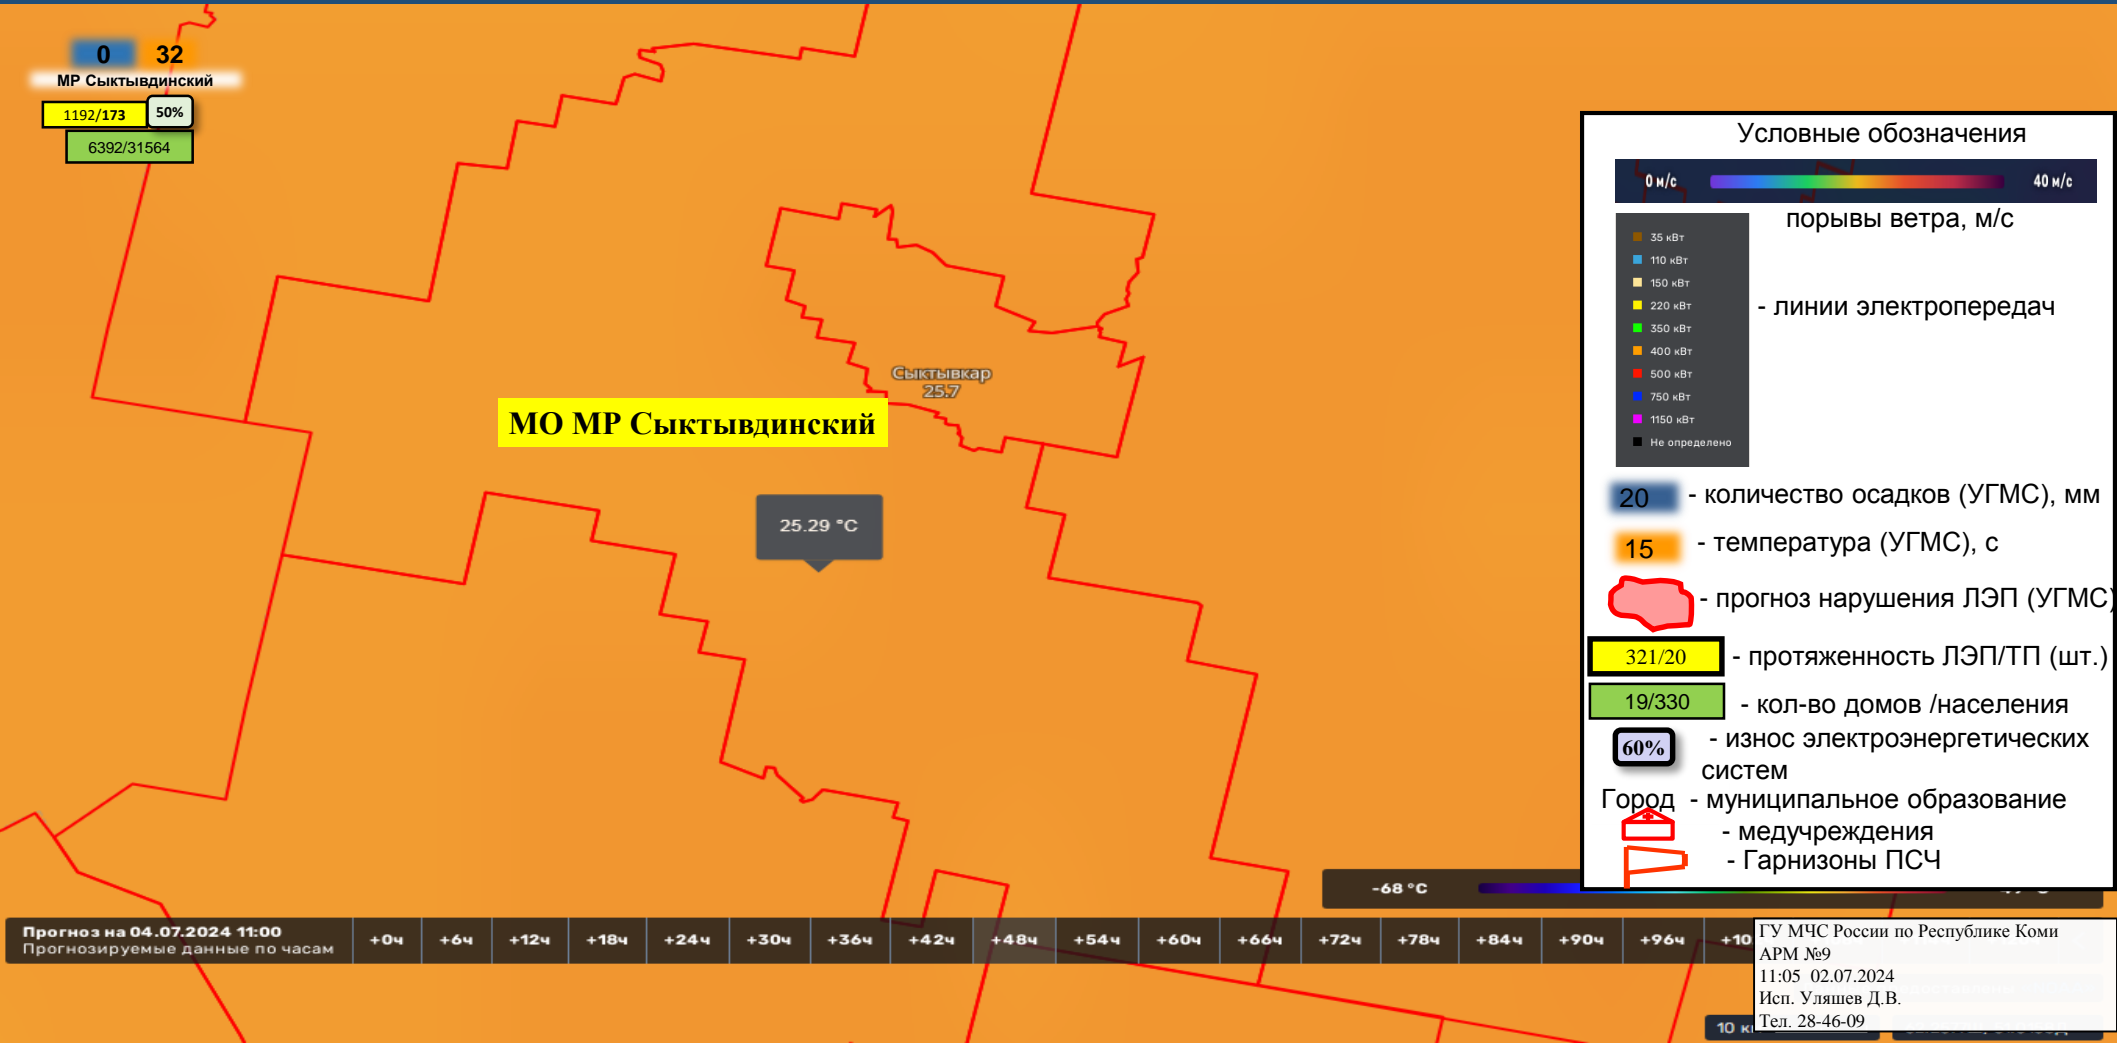 0 32
МР Сыктывдинский
1192/173 50%
6392/31564
Сыктывкар
25.7
МО МР Сыктывдинский
25.29 °C
Условные обозначения
0 м/с 40 м/с
порывы ветра, м/с
35 кВт
110 кВт
150 кВт
220 кВт
350 кВт
400 кВт
500 кВт
750 кВт
1150 кВт
Не определено
- линии электропередач
20 - количество осадков (УГМС), мм
15 - температура (УГМС), с
- прогноз нарушения ЛЭП (УГМС)
321/20 - протяженность ЛЭП/ТП (шт.)
19/330 - кол-во домов /населения
60% - износ электроэнергетических
систем
Город - муниципальное образование
- медучреждения
- Гарнизоны ПСЧ
-68 °C
Прогноз на 04.07.2024 11:00
Прогнозируемые данные по часам
+0ч +6ч +12ч +18ч +24ч +30ч +36ч +42ч +48ч +54ч +60ч +66ч +72ч +78ч +84ч +90ч +96ч +10
ГУ МЧС России по Республике Коми
АРМ №9
11:05 02.07.2024
Исп. Уляшев Д.В.
Тел. 28-46-09
10 к